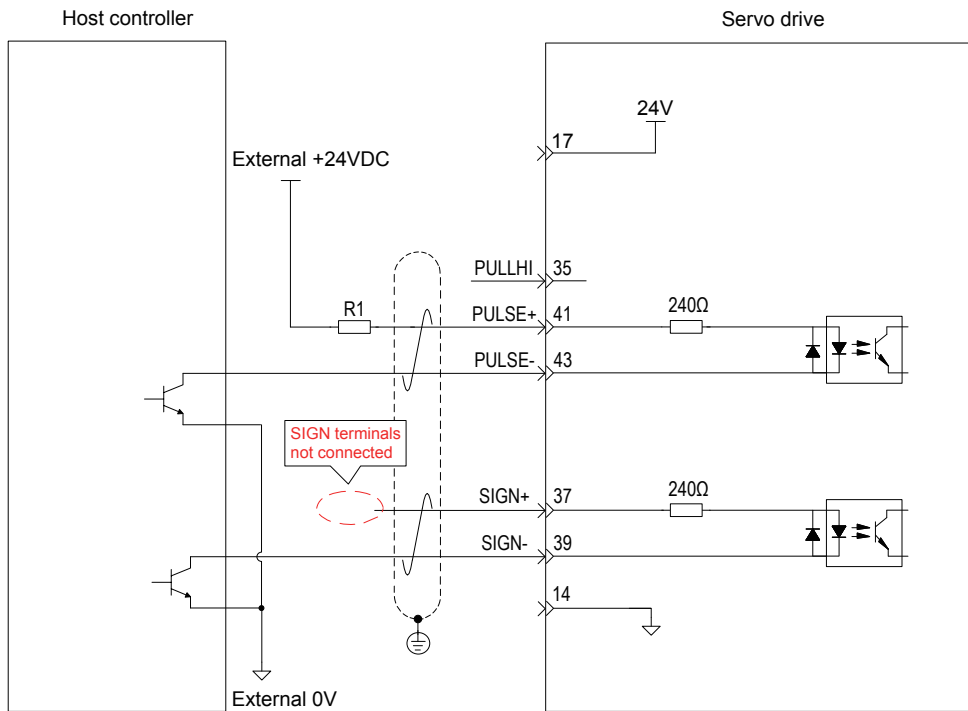 Host controller
Servo drive
24V
17
External +24VDC
PULLHI
35
R1
PULSE+
41
240Ω
PULSE-
43
SIGN terminals
not connected
SIGN+
37
240Ω
SIGN-
39
14
External 0V